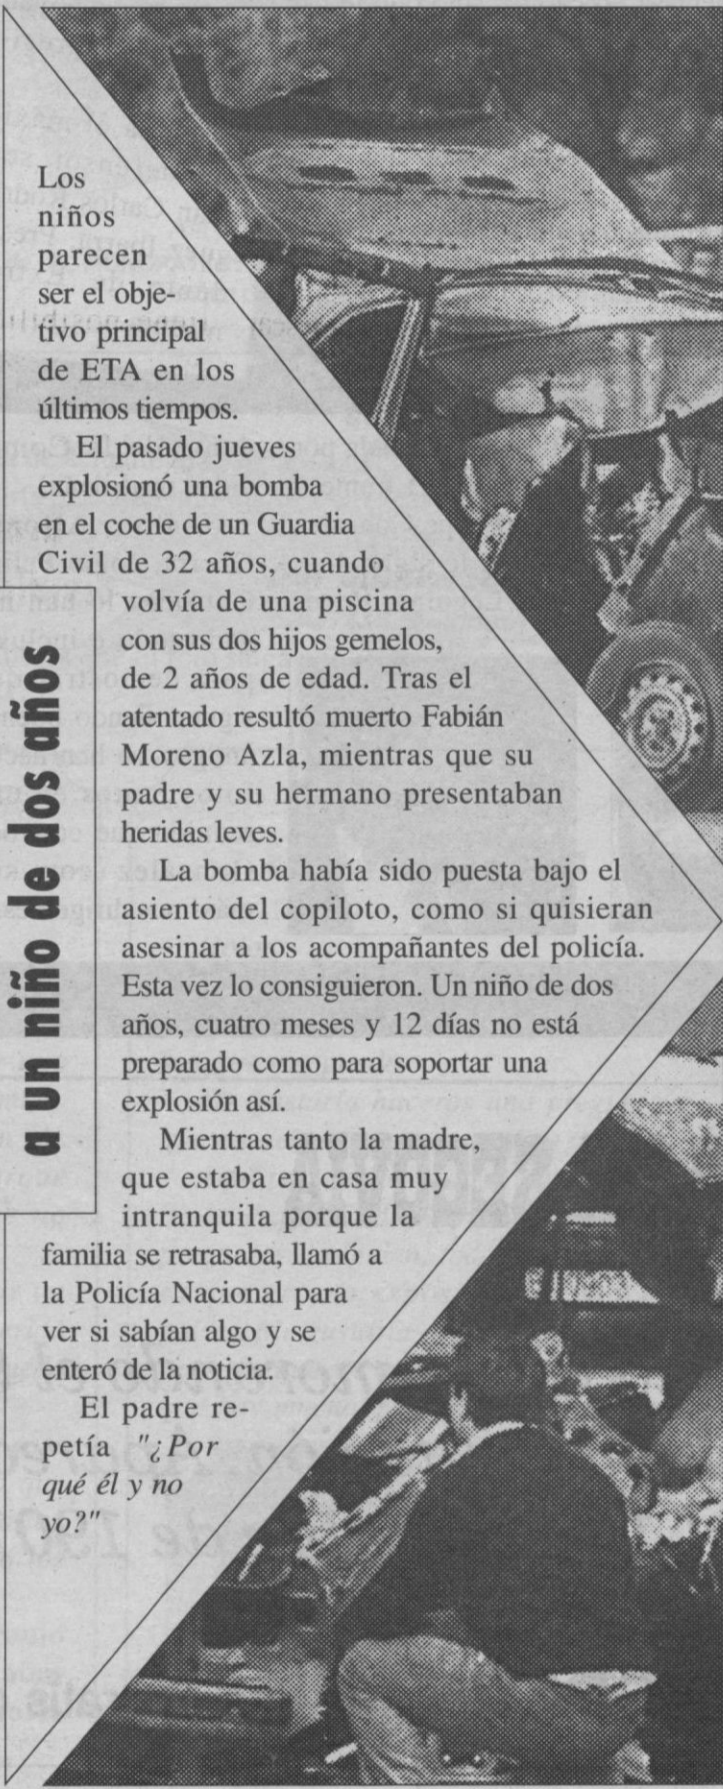 Los
niños
parecen
ser el obje-
tivo principal
de ETA en los
últimos tiempos.
El pasado jueves
explosionó una bomba
en el coche de un Guardia
Civil de 32 años, cuando
volvía de una piscina
con sus dos hijos gemelos,
de 2 años de edad. Tras el
atentado resultó muerto Fabián
Moreno Azla, mientras que su
padre y su hermano presentaban
heridas leves.
La bomba había sido puesta bajo el
asiento del copiloto, como si quisieran
asesinar a los acompañantes del policía.
Esta vez lo consiguieron. Un niño de dos
años, cuatro meses y 12 días no está
preparado como para soportar una
explosión así.
Mientras tanto la madre,
que estaba en casa muy
intranquila porque la
familia se retrasaba, llamó a
la Policía Nacional para
ver si sabían algo y se
enteró de la noticia.
El padre re-
petía "¿Por
qué él y no
yo?"
a un niño de dos años